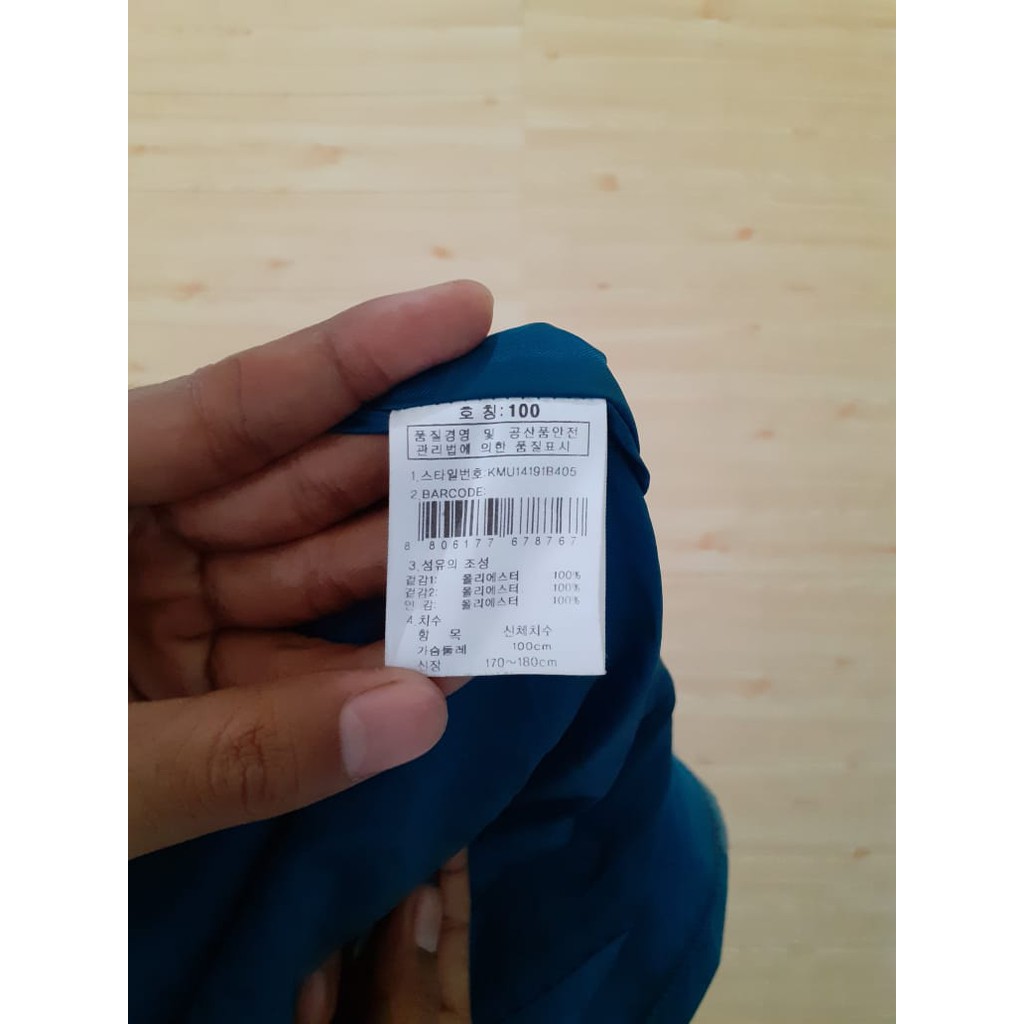 호 칭:100
품질경영 및 공산품안전
관리법에 의한 품질표시
1.스타일번호:KMU14191B405
2.BARCODE:
8 806177 678767
3.섬유의 조성
겉감1: 폴리에스터 100%
겉감2: 폴리에스터 100%
안 감: 폴리에스터 100%
4.치수
항 목 신체치수
가슴둘레 100cm
신장 170~180cm